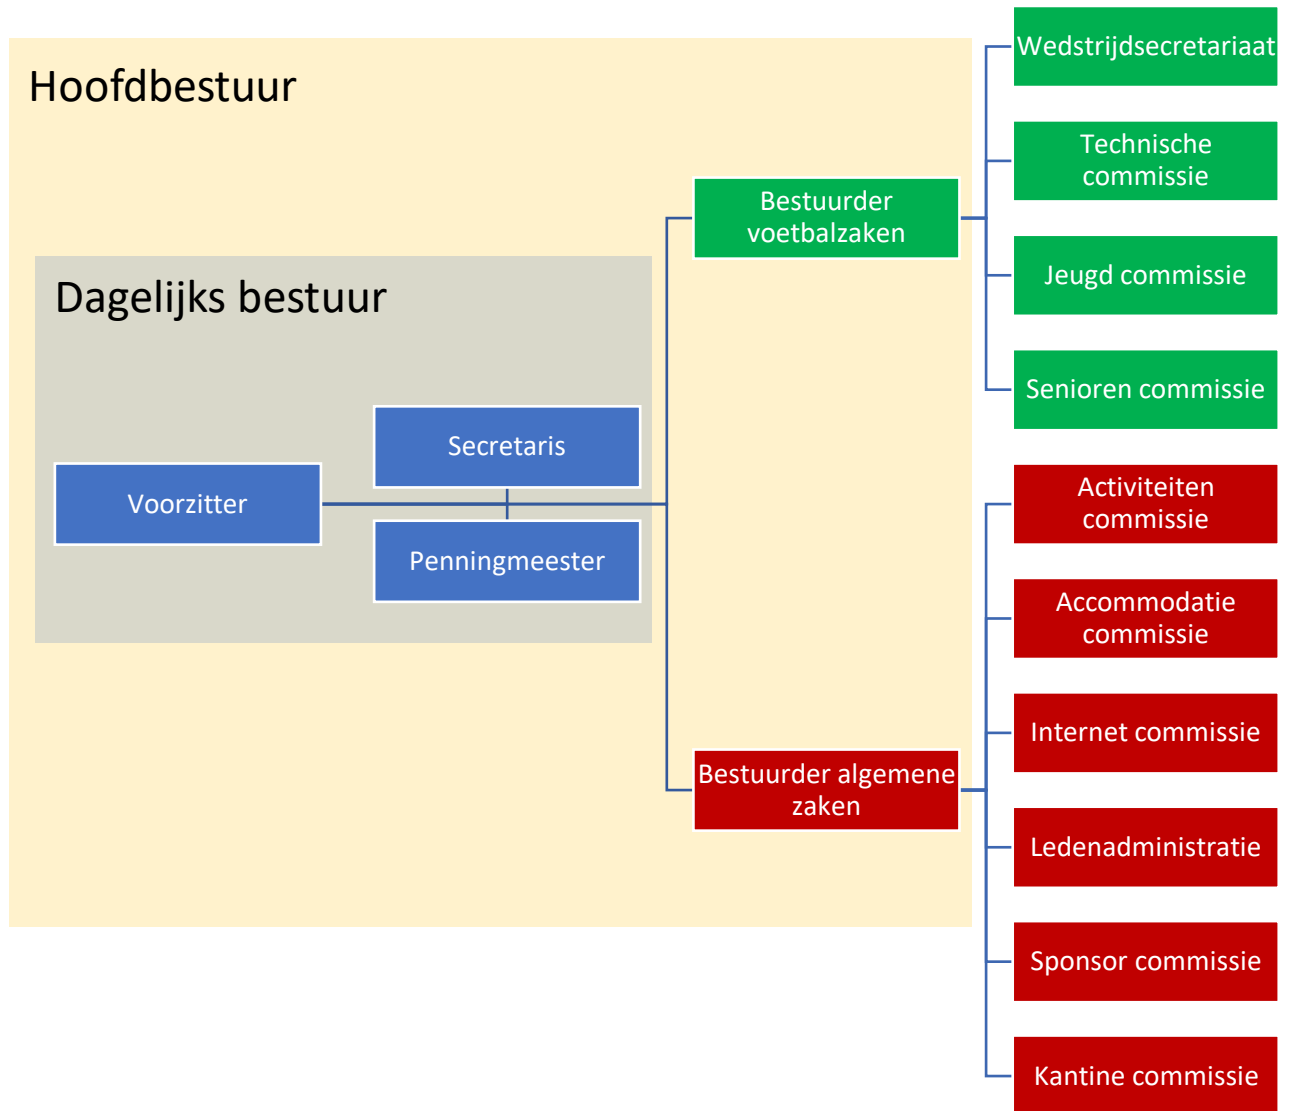 Hoofdbestuur
Dagelijks bestuur
Voorzitter
Secretaris
Penningmeester
Bestuurder
voetbalzaken
Bestuurder algemene
zaken
Wedstrijdsecretariaat
Technische
commissie
Jeugd commissie
Senioren commissie
Activiteiten
commissie
Accommodatie
commissie
Internet commissie
Ledenadministratie
Sponsor commissie
Kantine commissie